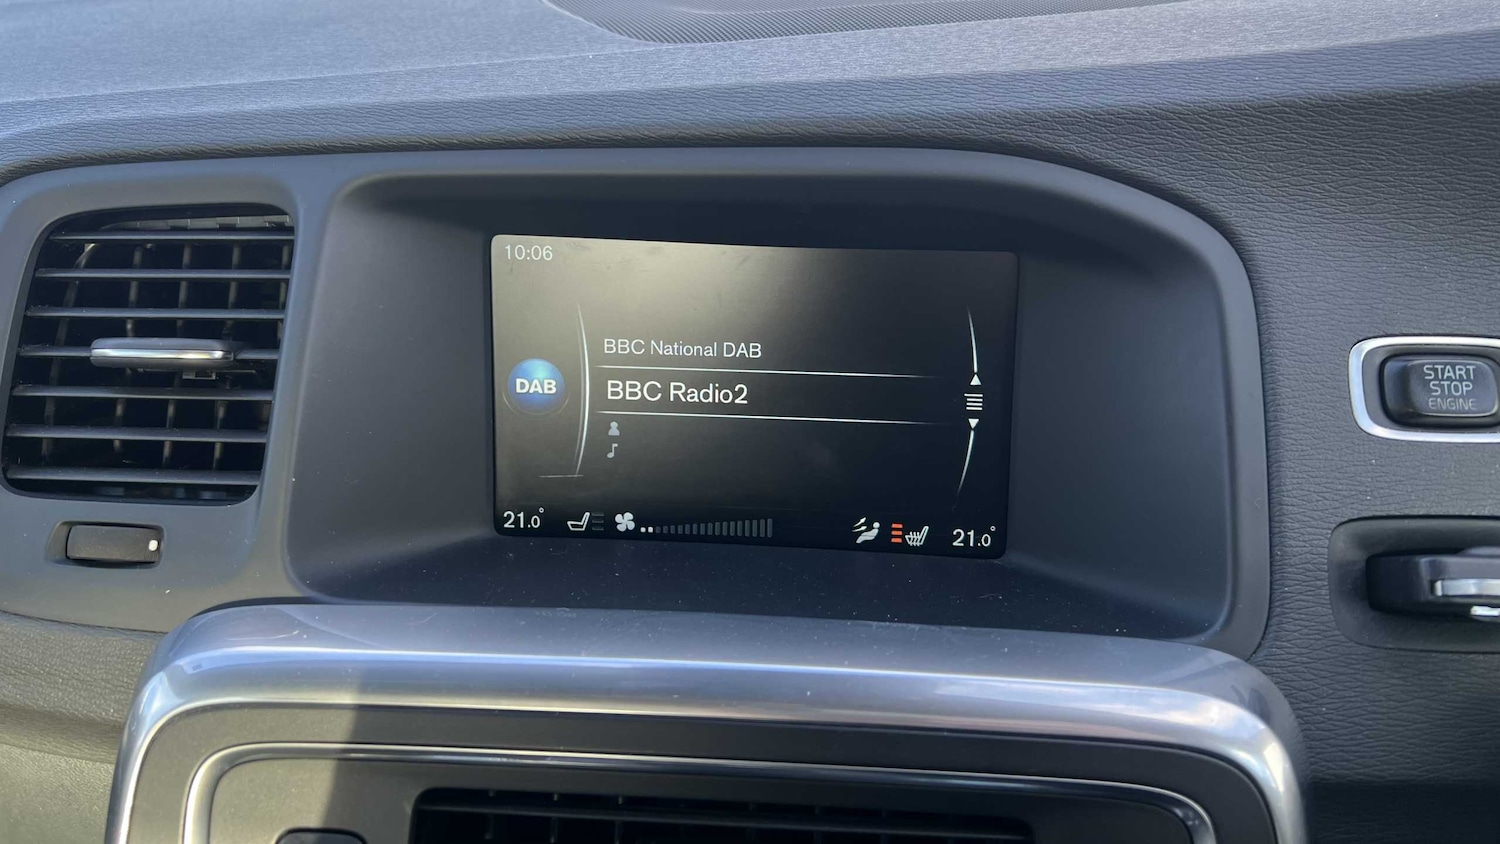 10:06
BBC National DAB
DAB
BBC Radio2
21.0°
21.0°
START
STOP
ENGINE